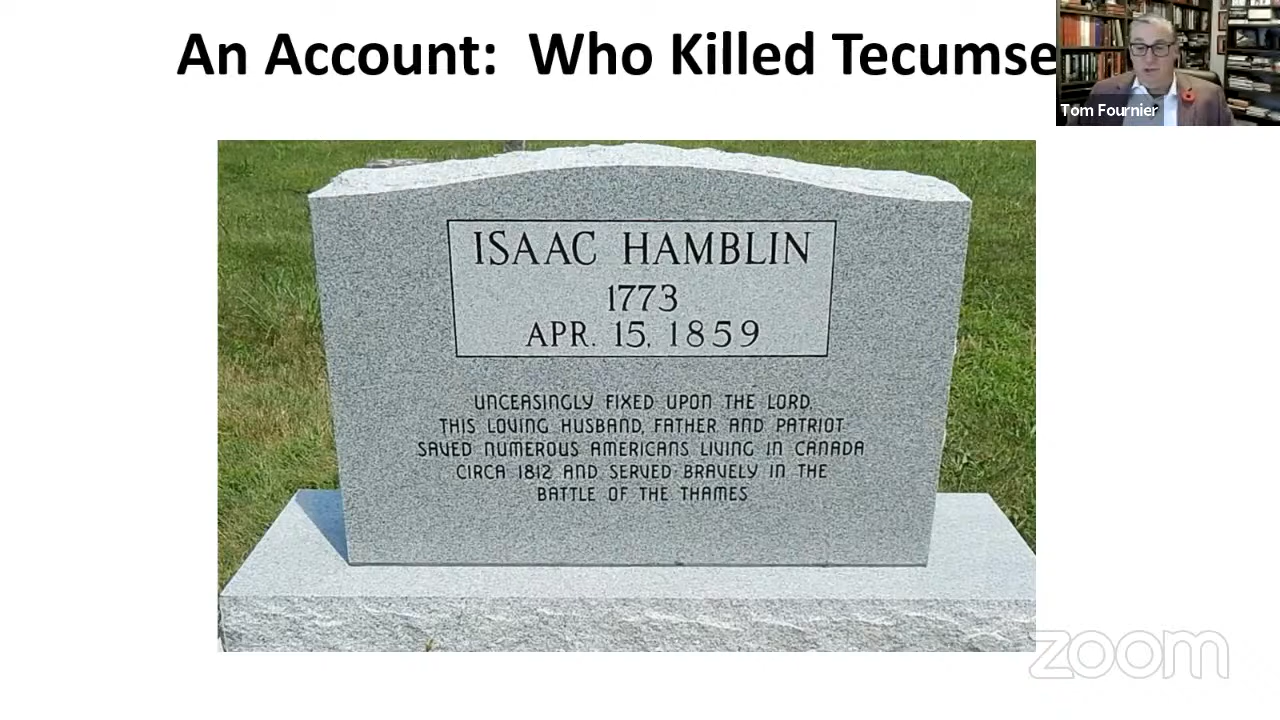 An Account:  Who Killed Tecumse
Tom Fournier
ISAAC HAMBLIN
1773
APR. 15, 1859
UNCEASINGLY FIXED UPON THE LORD,
THIS LOVING HUSBAND, FATHER AND PATRIOT
SAVED NUMEROUS AMERICANS LIVING IN CANADA
CIRCA 1812 AND SERVED BRAVELY IN THE
BATTLE OF THE THAMES
zoom